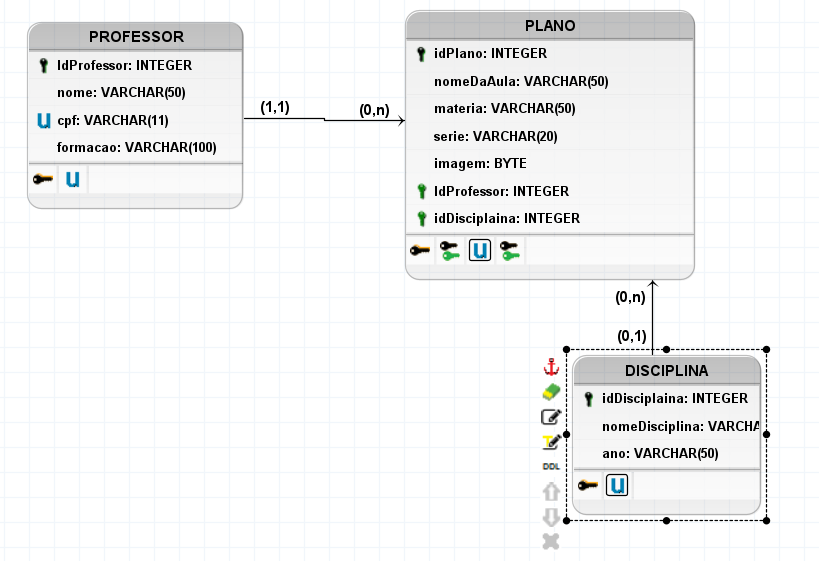 PROFESSOR
IdProfessor: INTEGER
nome: VARCHAR(50)
U cpf: VARCHAR(11)
formacao: VARCHAR(100)
U
(1,1)
(0,n)
PLANO
idPlano: INTEGER
nomeDaAula: VARCHAR(50)
materia: VARCHAR(50)
serie: VARCHAR(20)
imagem: BYTE
IdProfessor: INTEGER
idDisciplaina: INTEGER
U
(0,n)
(0,1)
DISCIPLINA
idDisciplaina: INTEGER
nomeDisciplina: VARCHA
ano: VARCHAR(50)
U
DDL